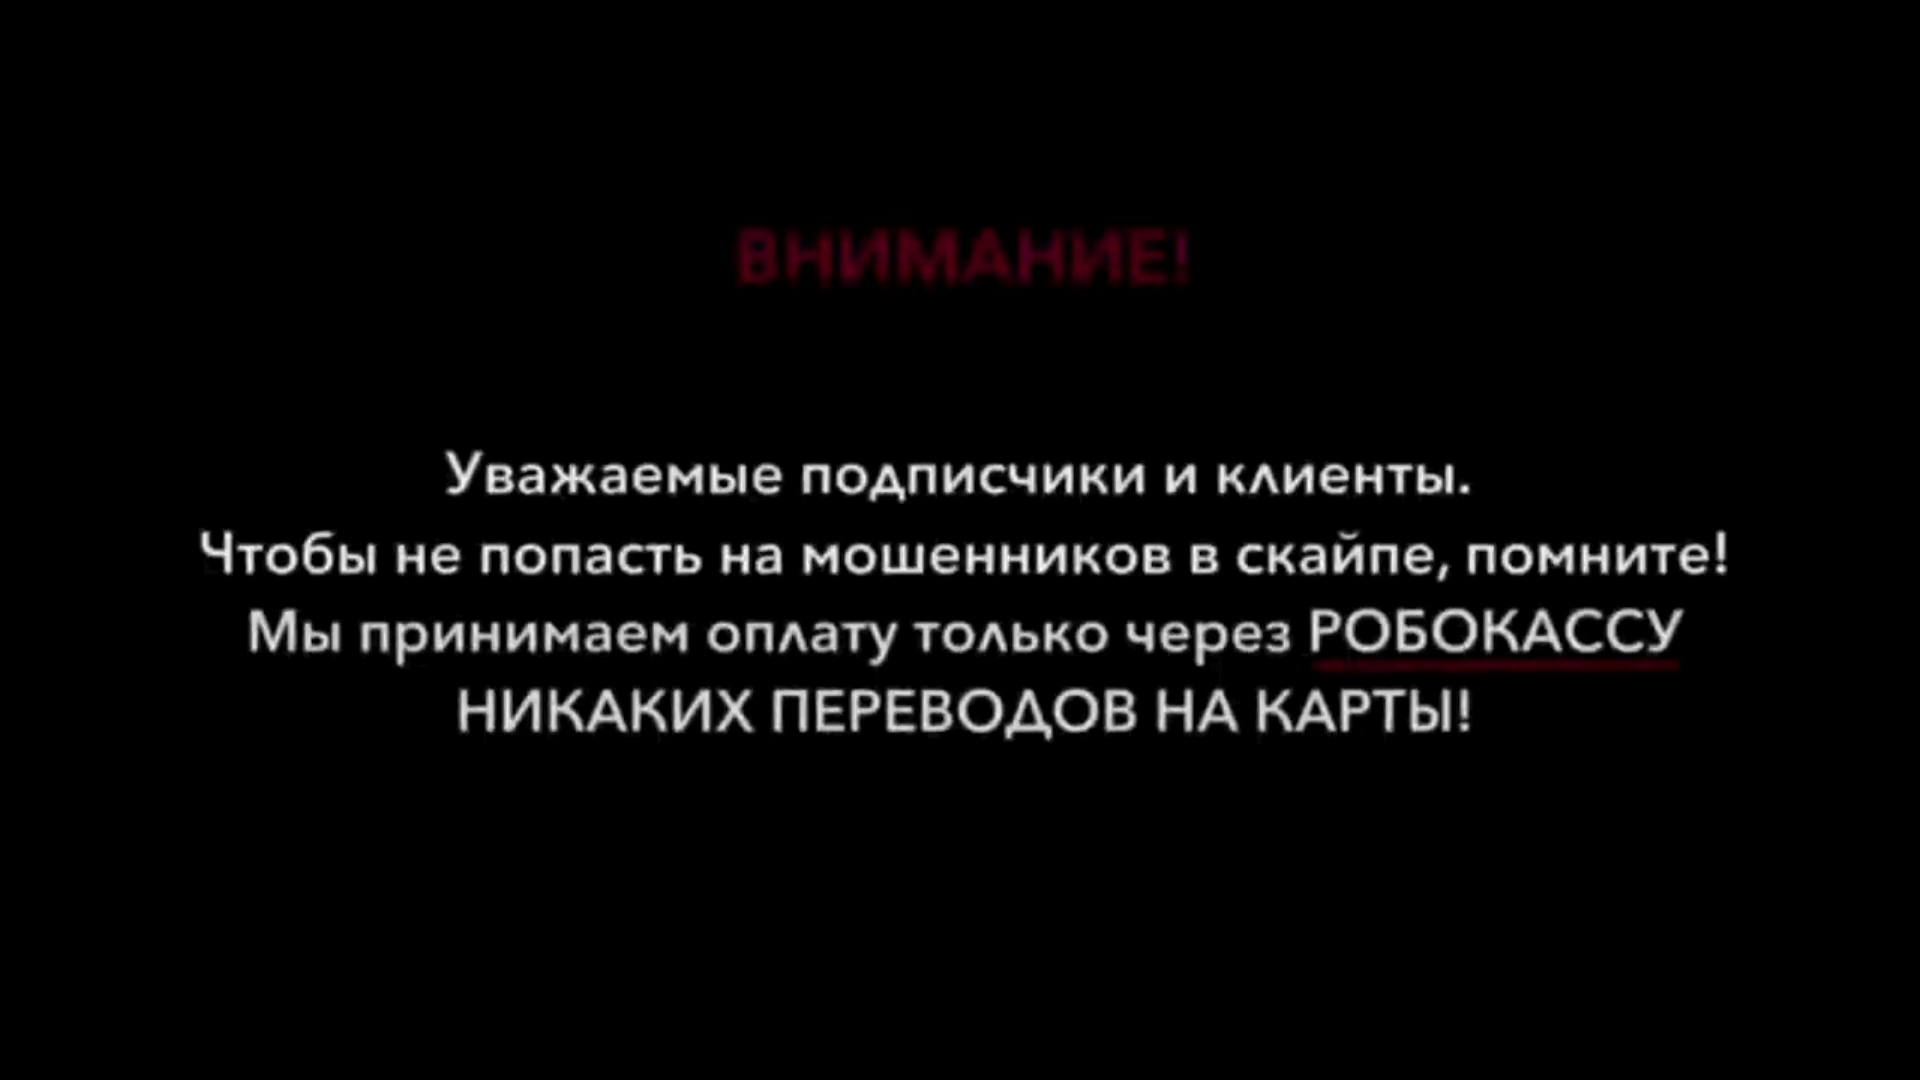 ВНИМАНИЕ!
Уважаемые подписчики и клиенты.
Чтобы не попасть на мошенников в скайпе, помните!
Мы принимаем оплату только через РОБОКАССУ
НИКАКИХ ПЕРЕВОДОВ НА КАРТЫ!